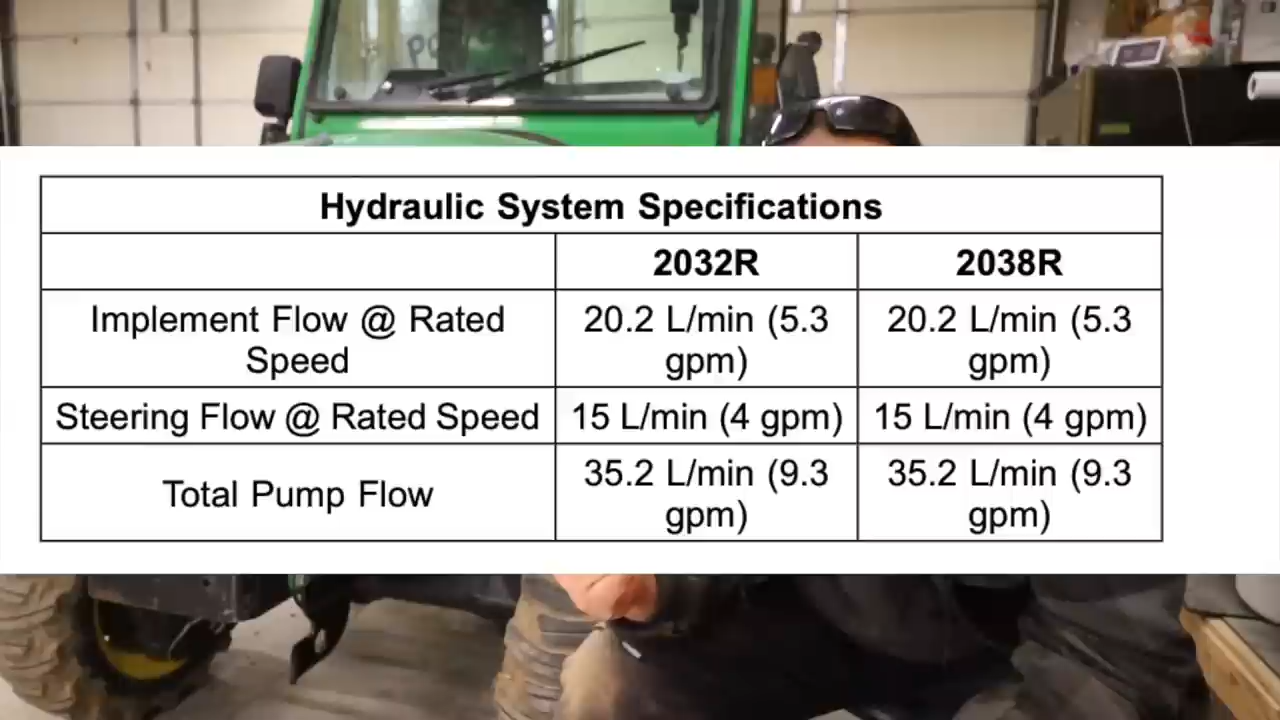 Hydraulic System Specifications
2032R 2038R
Implement Flow @ Rated
Speed
20.2 L/min (5.3
gpm)
20.2 L/min (5.3
gpm)
Steering Flow @ Rated Speed 15 L/min (4 gpm) 15 L/min (4 gpm)
Total Pump Flow
35.2 L/min (9.3
gpm)
35.2 L/min (9.3
gpm)